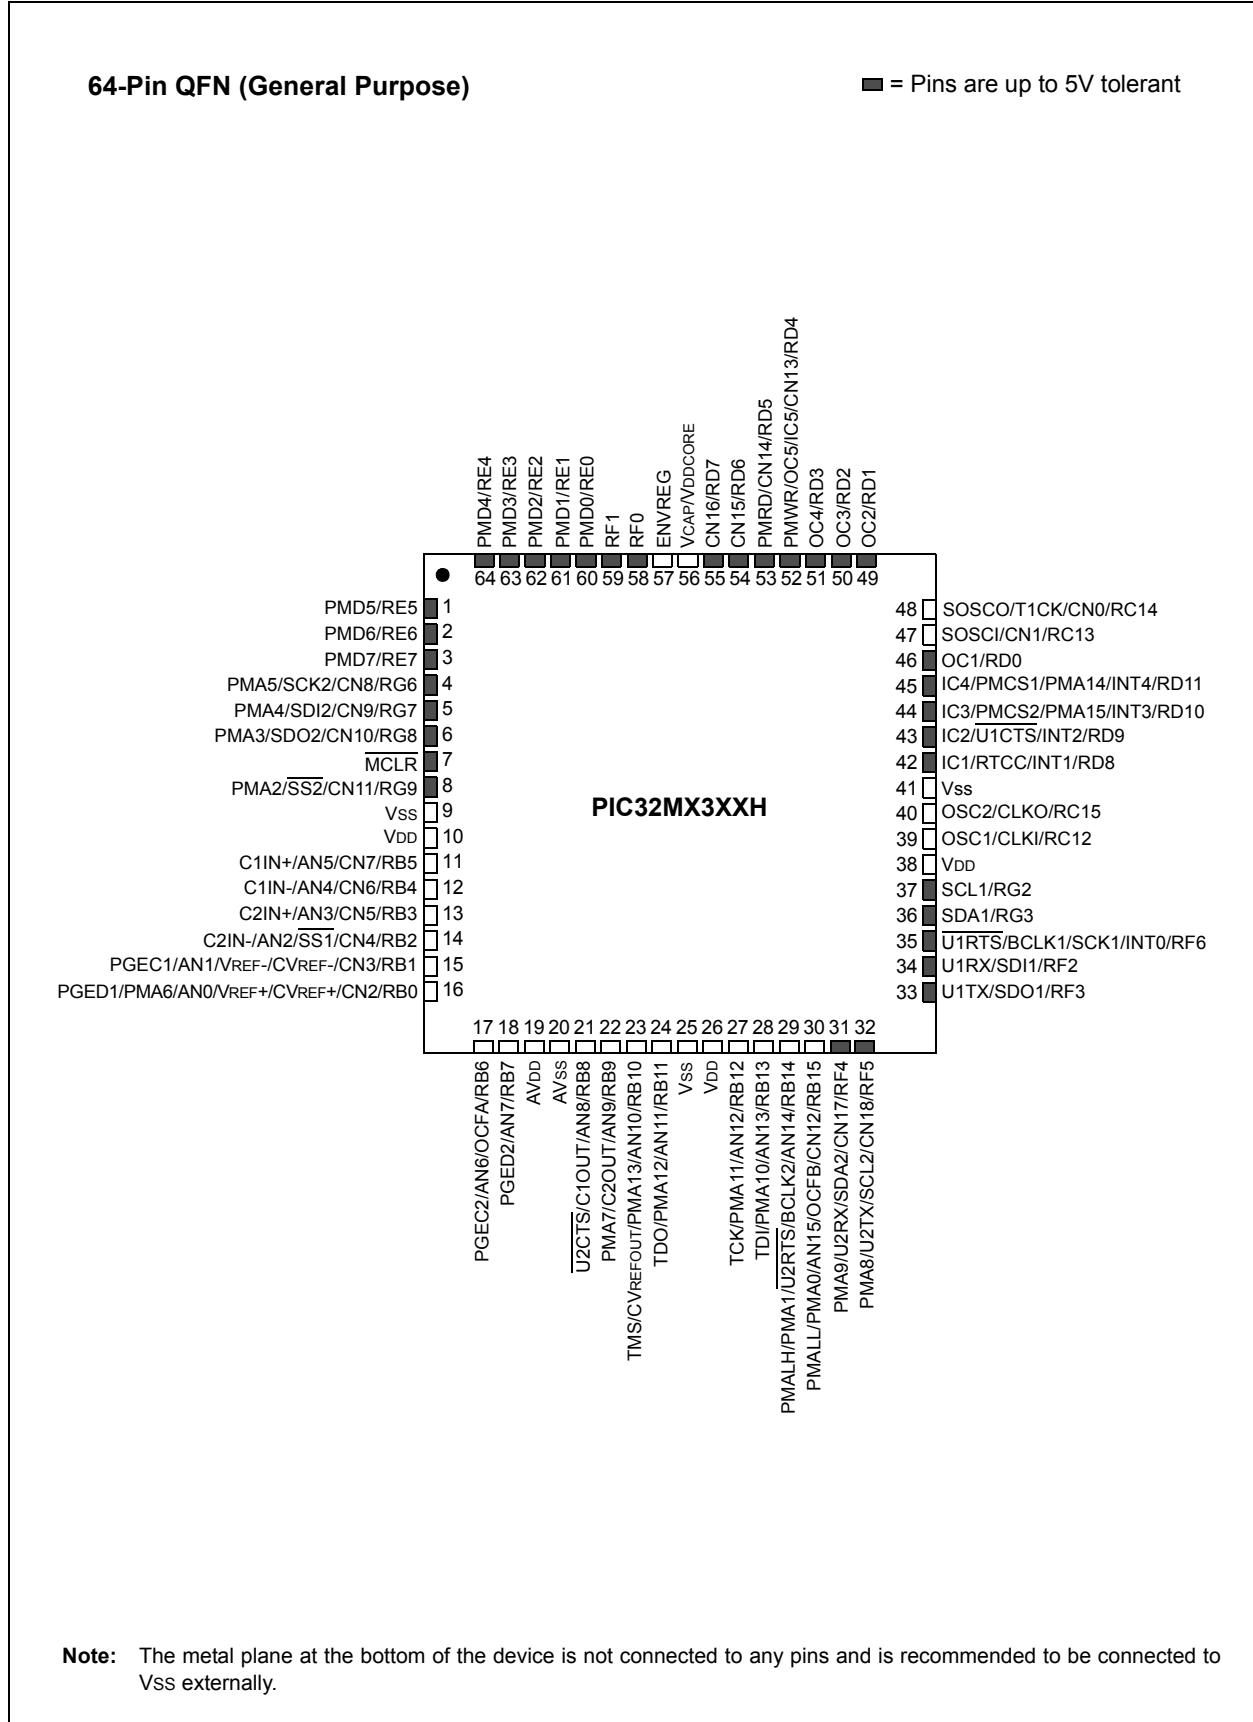 64-Pin QFN (General Purpose)
= Pins are up to 5V tolerant
PMD4/RE4
PMD3/RE3
PMD2/RE2
PMD1/RE1
PMD0/RE0
RF1
RF0
ENVREG
VCAP/VDDCORE
CN16/RD7
CN15/RD6
PMRD/CN14/RD5
PMWR/OC5/IC5/CN13/RD4
OC4/RD3
OC3/RD2
OC2/RD1
64 63 62 61 60 59 58 57 56 55 54 53 52 51 50 49
PMD5/RE5 1
PMD6/RE6 2
PMD7/RE7 3
PMA5/SCK2/CN8/RG6 4
PMA4/SDI2/CN9/RG7 5
PMA3/SDO2/CN10/RG8 6
MCLR 7
PMA2/SS2/CN11/RG9 8
VSS 9
VDD 10
C1IN+/AN5/CN7/RB5 11
C1IN-/AN4/CN6/RB4 12
C2IN+/AN3/CN5/RB3 13
C2IN-/AN2/SS1/CN4/RB2 14
PGEC1/AN1/VREF-/CVREF-/CN3/RB1 15
PGED1/PMA6/AN0/VREF+/CVREF+/CN2/RB0 16
PIC32MX3XXH
48 SOSCO/T1CK/CN0/RC14
47 SOSCI/CN1/RC13
46 OC1/RD0
45 IC4/PMCS1/PMA14/INT4/RD11
44 IC3/PMCS2/PMA15/INT3/RD10
43 IC2/U1CTS/INT2/RD9
42 IC1/RTCC/INT1/RD8
41 Vss
40 OSC2/CLKO/RC15
39 OSC1/CLKI/RC12
38 VDD
37 SCL1/RG2
36 SDA1/RG3
35 U1RTS/BCLK1/SCK1/INT0/RF6
34 U1RX/SDI1/RF2
33 U1TX/SDO1/RF3
17 18 19 20 21 22 23 24 25 26 27 28 29 30 31 32
PGEC2/AN6/OCFA/RB6
PGED2/AN7/RB7
AVDD
AVSS
U2CTS/C1OUT/AN8/RB8
PMA7/C2OUT/AN9/RB9
TMS/CVREFOUT/PMA13/AN10/RB10
TDO/PMA12/AN11/RB11
VSS
VDD
TCK/PMA11/AN12/RB12
TDI/PMA10/AN13/RB13
PMALH/PMA1/U2RTS/BCLK2/AN14/RB14
PMALL/PMA0/AN15/OCFB/CN12/RB15
PMA9/U2RX/SDA2/CN17/RF4
PMA8/U2TX/SCL2/CN18/RF5
Note: The metal plane at the bottom of the device is not connected to any pins and is recommended to be connected to
VSS externally.